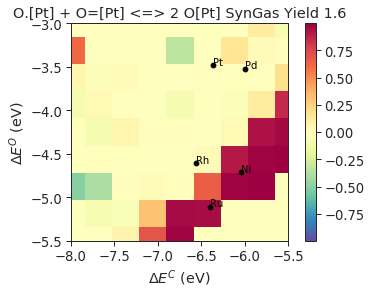 O.[Pt] + O=[Pt] <=> 2 O[Pt] SynGas Yield 1.6
−3.0
−3.5
−4.0
−4.5
−5.0
−5.5
ΔE^O (eV)
Pt
Pd
Rh
Ni
Ru
−8.0
−7.5
−7.0
−6.5
−6.0
−5.5
ΔE^C (eV)
0.75
0.50
0.25
0.00
−0.25
−0.50
−0.75